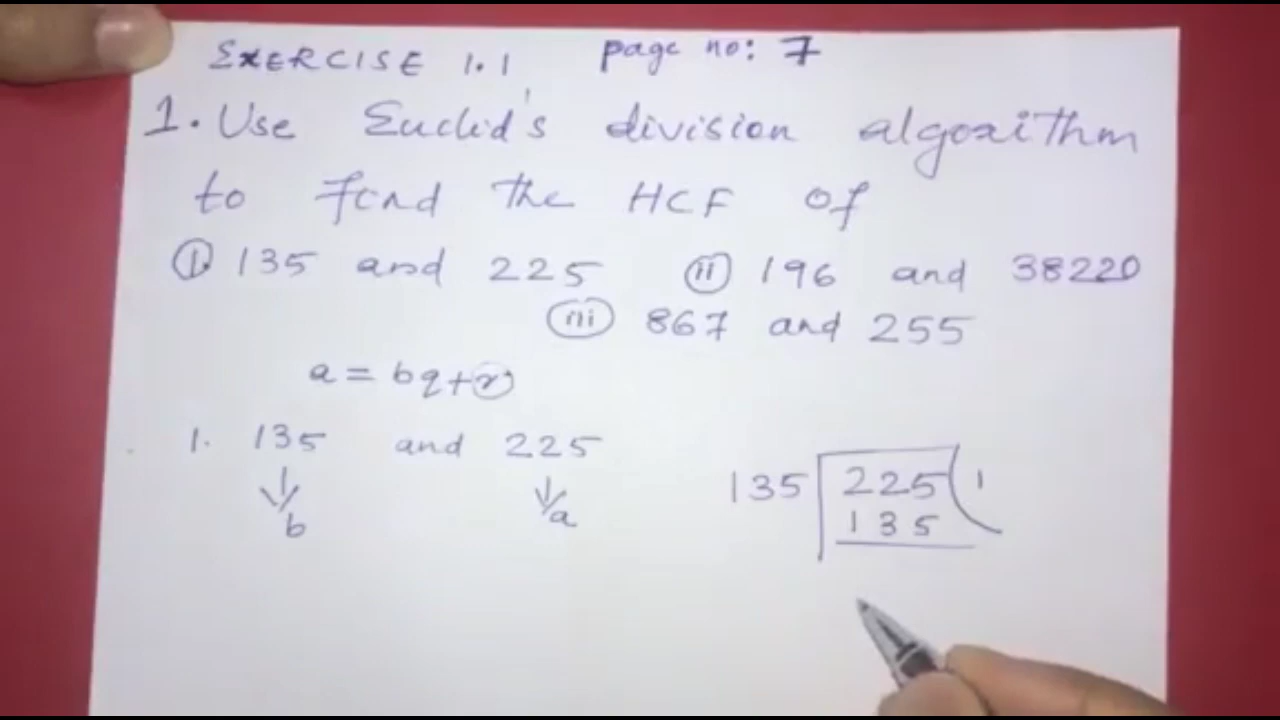 EXERCISE 1.1 page no: 7
1. Use Euclid's division algorithm
to find the HCF of
(i) 135 and 225 (ii) 196 and 38220
(iii) 867 and 255
a = bq+r
1. 135 and 225
b a
135 225 1
135